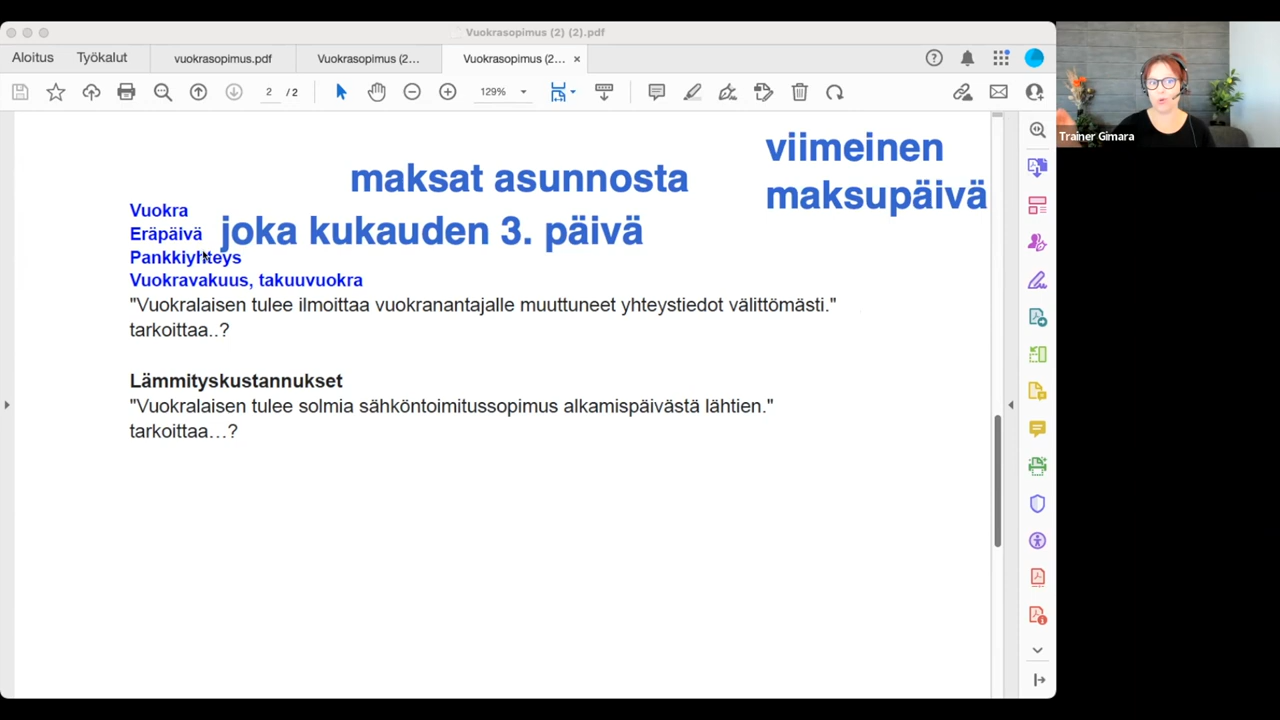 Vuokrasopimus (2) (2).pdf
Aloitus
Työkalut
vuokrasopimus.pdf
Vuokrasopimus (2...
Vuokrasopimus (2...
2 / 2
129%
Trainer Gimara
viimeinen
maksupäivä
maksat asunnosta
joka kukauden 3. päivä
Vuokra
Eräpäivä
Pankkiyhteys
Vuokravakuus, takuuvuokra
"Vuokralaisen tulee ilmoittaa vuokranantajalle muuttuneet yhteystiedot välittömästi."
tarkoittaa..?
Lämmityskustannukset
"Vuokralaisen tulee solmia sähköntoimitussopimus alkamispäivästä lähtien."
tarkoittaa...?